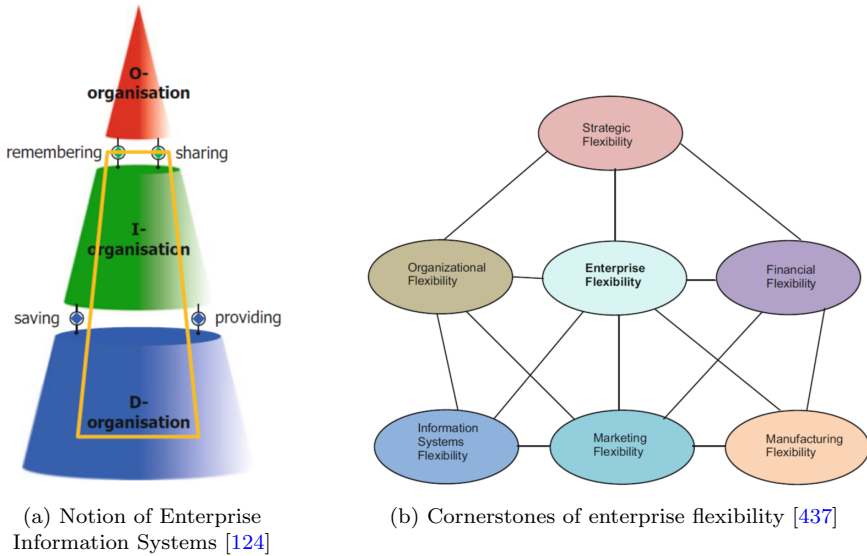 O-
organisation
remembering
sharing
I-
organisation
saving
providing
D-
organisation
(a) Notion of Enterprise
Information Systems [124]
Strategic
Flexibility
Organizational
Flexibility
Enterprise
Flexibility
Financial
Flexibility
Information
Systems
Flexibility
Marketing
Flexibility
Manufacturing
Flexibility
(b) Cornerstones of enterprise flexibility [437]